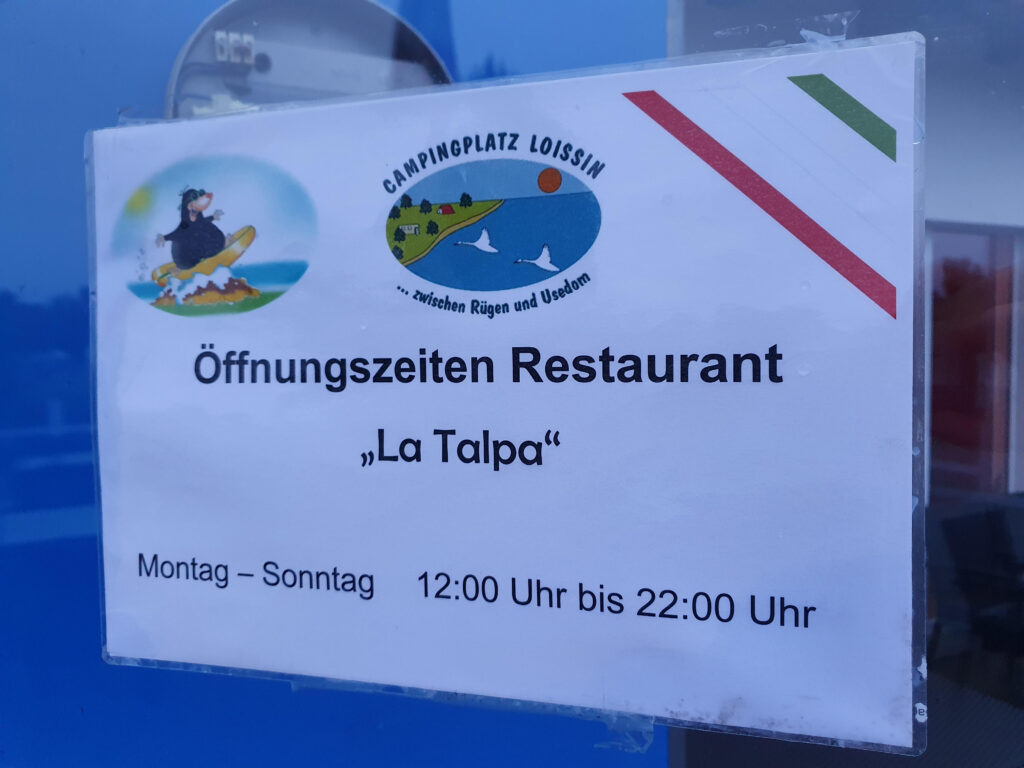 CAMPINGPLATZ LOISSIN
... zwischen Rügen und Usedom
Öffnungszeiten Restaurant
„La Talpa“
Montag – Sonntag 12:00 Uhr bis 22:00 Uhr